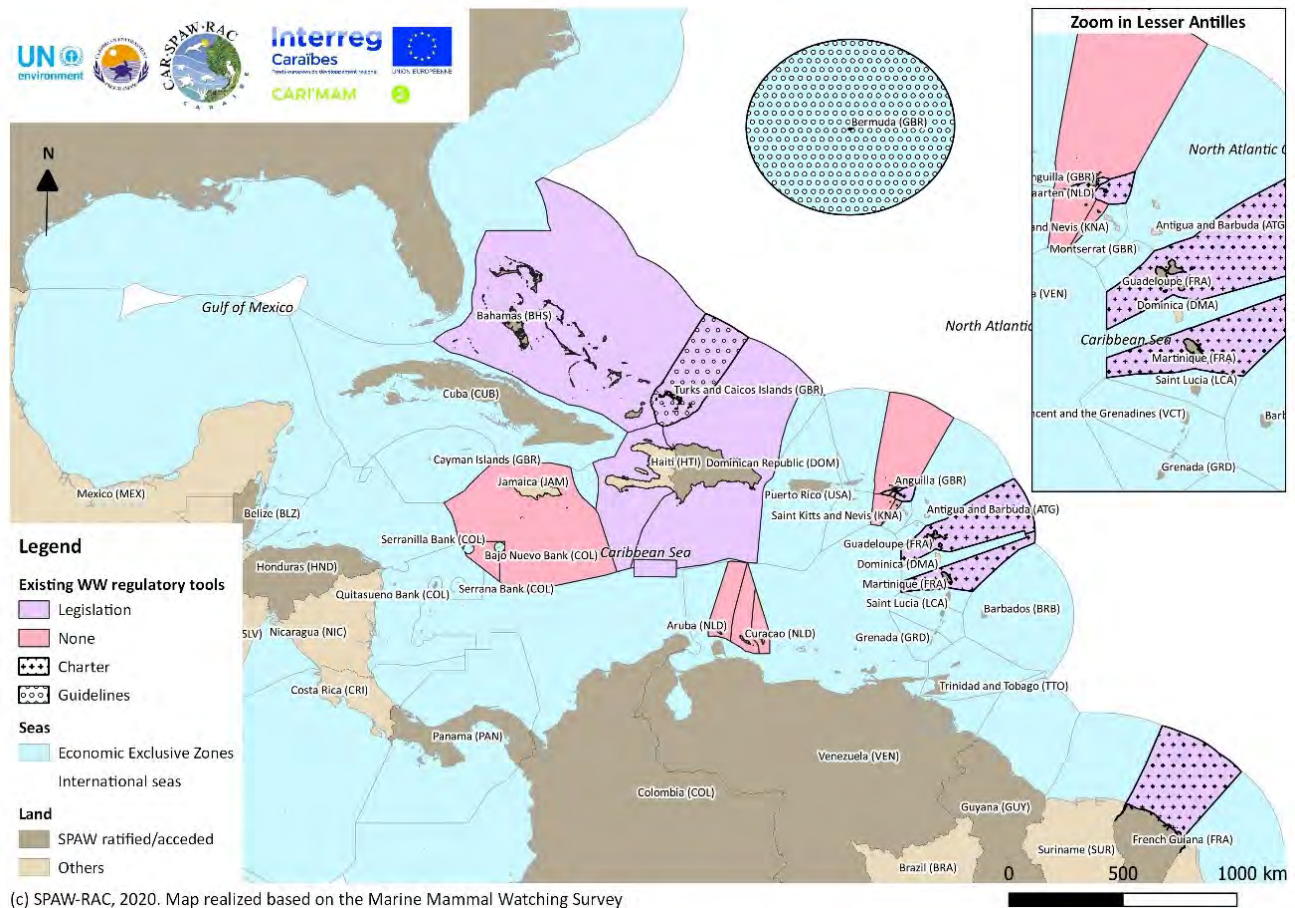 UN
environment
CAR-SPAW-RAC
CARAIBE
Interreg
Caraïbes
UNION EUROPÉENNE
CARI'MAM
N
Zoom in Lesser Antilles
North Atlantic
nguilla (GBR)
aarten (NLD)
and Nevis (KNA)
Antigua and Barbuda (ATG
Montserrat (GBR)
Guadeloupe (FRA)
a (VEN)
Dominica (DMA)
Caribbean Sea
Martinique (FRA)
Saint Lucia (LCA)
ncent and the Grenadines (VCT)
Barb
Grenada (GRD)
Bermuda (GBR)
Gulf of Mexico
Bahamas (BHS)
North Atlantic
Cuba (CUB)
Turks and Caicos Islands (GBR)
Cayman Islands (GBR)
Haiti (HTI)
Dominican Republic (DOM)
Jamaica (JAM)
Anguilla (GBR)
Mexico (MEX)
Puerto Rico (USA)
Belize (BLZ)
Saint Kitts and Nevis (KNA)
Antigua and Barbuda (ATG)
Serranilla Bank (COL)
Guadeloupe (FRA)
Bajo Nuevo Bank (COL)
Caribbean Sea
Honduras (HND)
Dominica (DMA)
Serrana Bank (COL)
Martinique (FRA)
Quitasueno Bank (COL)
Saint Lucia (LCA)
Barbados (BRB)
SLV)
Nicaragua (NIC)
Aruba (NLD)
Curacao (NLD)
Grenada (GRD)
Costa Rica (CRI)
Trinidad and Tobago (TTO)
Panama (PAN)
Venezuela (VEN)
Colombia (COL)
Guyana (GUY)
Suriname (SUR)
French Guiana (FRA)
Brazil (BRA)
Legend
Existing WW regulatory tools
Legislation
None
Charter
Guidelines
Seas
Economic Exclusive Zones
International seas
Land
SPAW ratified/acceded
Others
0 500 1000 km
(c) SPAW-RAC, 2020. Map realized based on the Marine Mammal Watching Survey